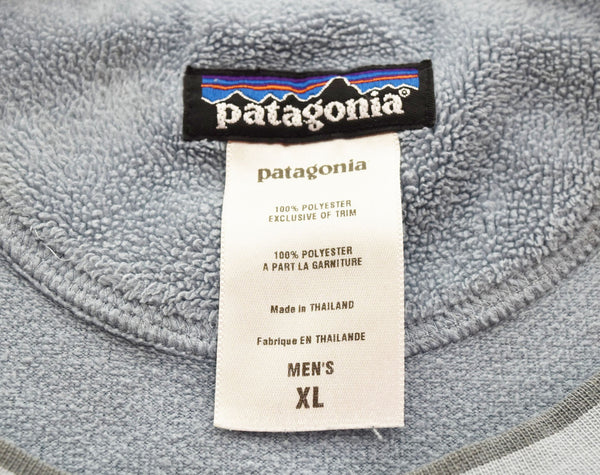 patagonia®
patagonia
100% POLYESTER
EXCLUSIVE OF TRIM
100% POLYESTER
A PART LA GARNITURE
Made in THAILAND
Fabrique EN THAILANDE
MEN'S
XL